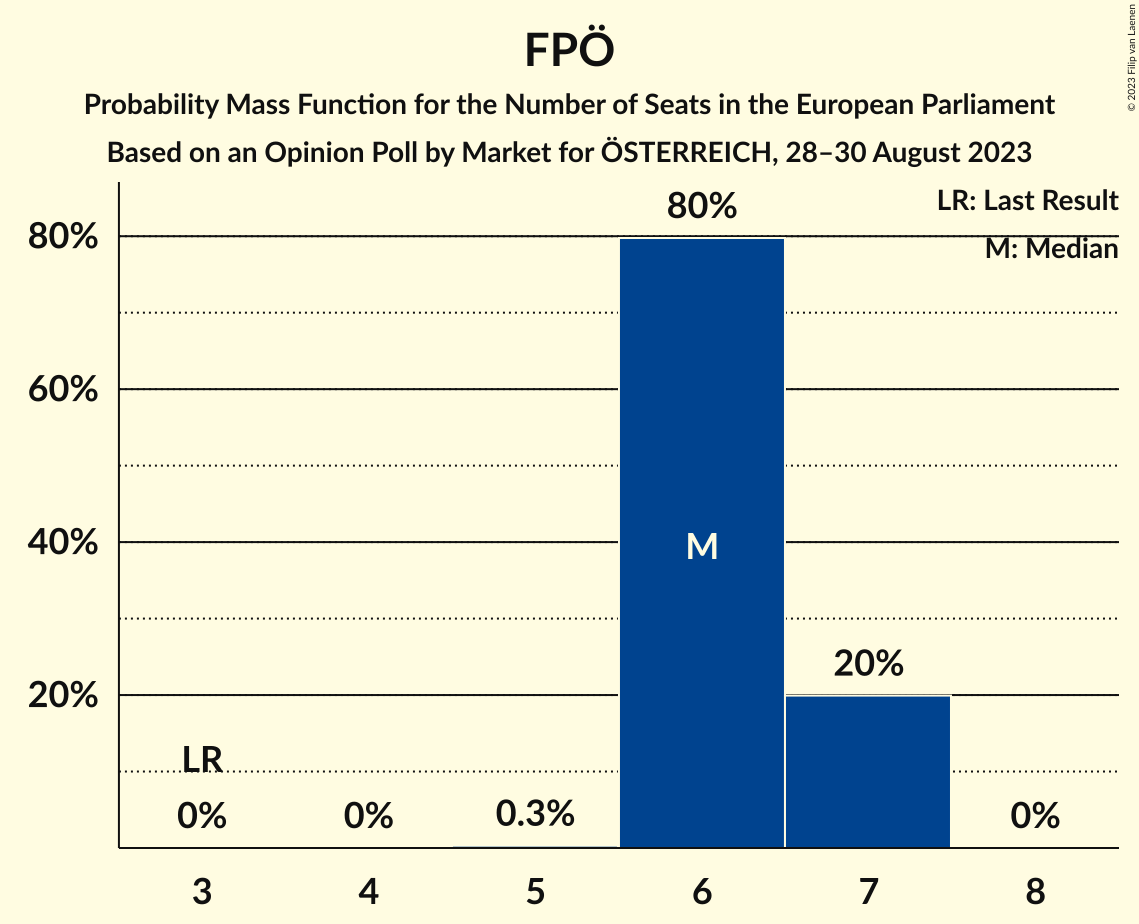 FPÖ
Probability Mass Function for the Number of Seats in the European Parliament
Based on an Opinion Poll by Market for ÖSTERREICH, 28–30 August 2023
© 2023 Filip van Laenen
LR: Last Result
M: Median
80%
60%
40%
20%
LR
0%
0%
0.3%
80%
M
20%
0%
3 4 5 6 7 8